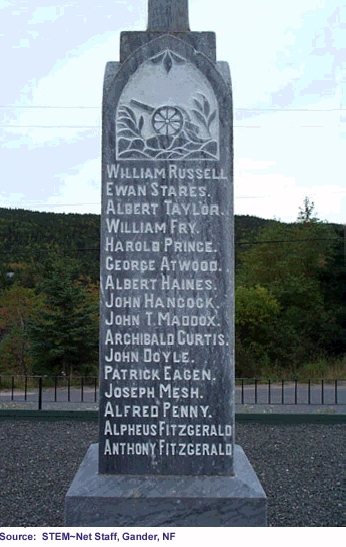 WILLIAM RUSSELL
EWAN STARES.
ALBERT TAYLOR.
WILLIAM FRY.
HAROLD PRINCE.
GEORGE ATWOOD.
ALBERT HAINES.
JOHN HANCOCK.
JOHN T. MADDOX.
ARCHIBALD CURTIS.
JOHN DOYLE.
PATRICK EAGEN.
JOSEPH MESH.
ALFRED PENNY.
ALPHEUS FITZGERALD
ANTHONY FITZGERALD
Source: STEM~Net Staff, Gander, NF